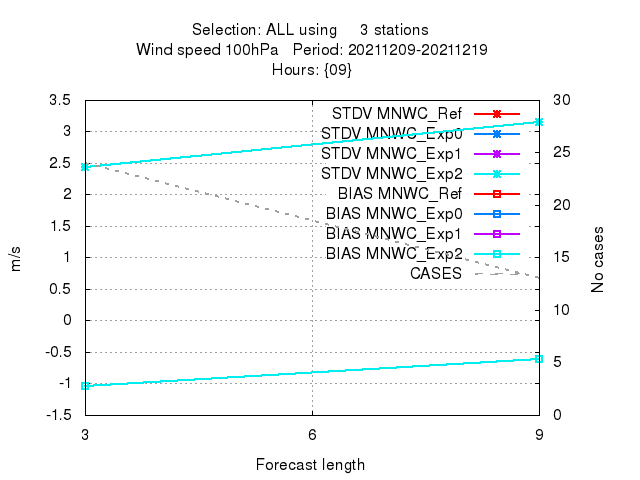 Selection: ALL using 3 stations
Wind speed 100hPa Period: 20211209-20211219
Hours: {09}
3.5
3
2.5
2
1.5
1
0.5
0
-0.5
-1
-1.5
m/s
STDV MNWC_Ref
STDV MNWC_Exp0
STDV MNWC_Exp1
STDV MNWC_Exp2
BIAS MNWC_Ref
BIAS MNWC_Exp0
BIAS MNWC_Exp1
BIAS MNWC_Exp2
CASES
30
25
20
15
10
5
0
No cases
3 6 9
Forecast length